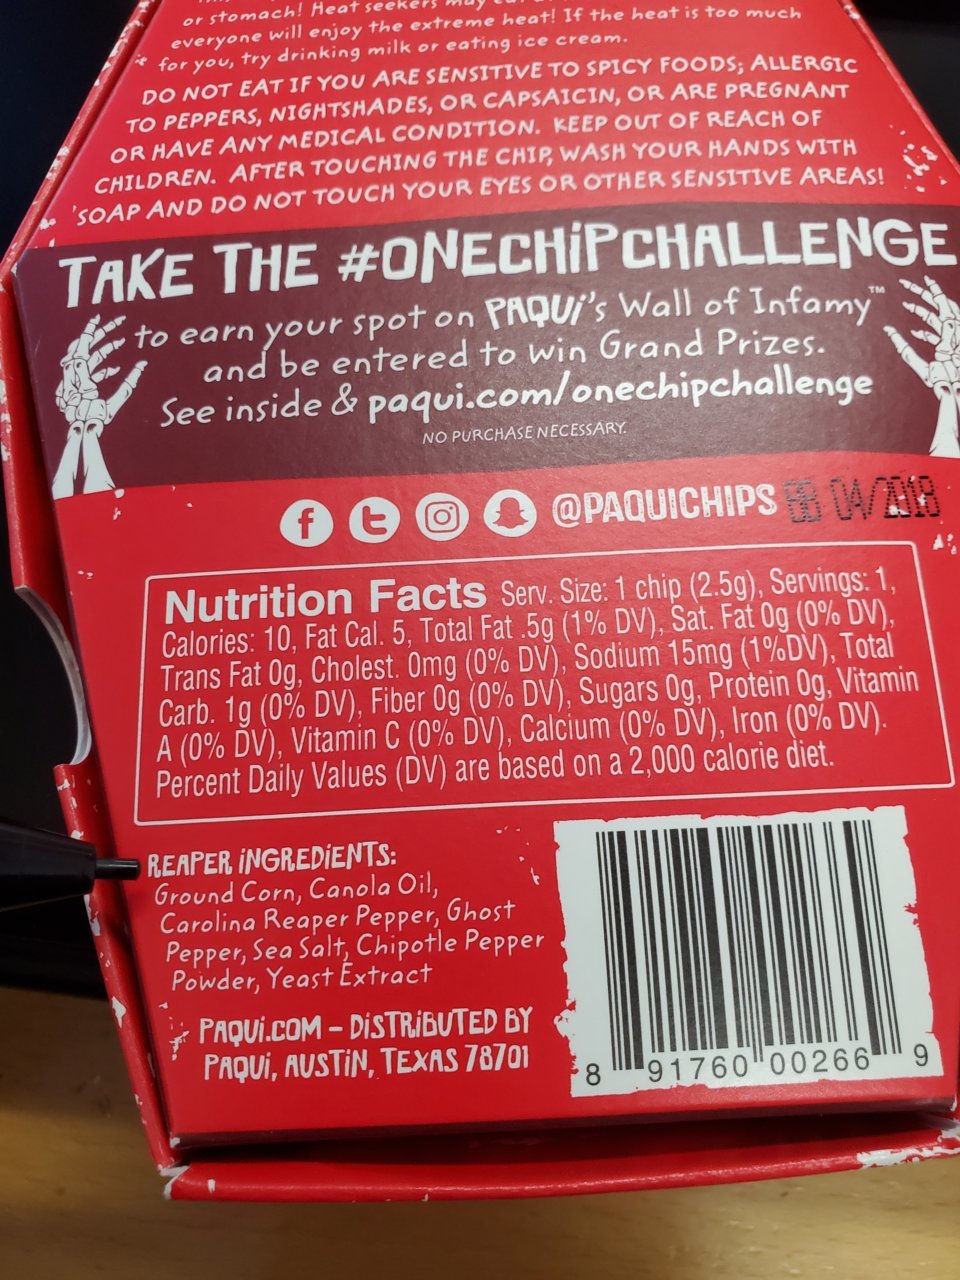 or stomach! Heat seekers may
everyone will enjoy the extreme heat! If the heat is too much
for you, try drinking milk or eating ice cream.
DO NOT EAT IF YOU ARE SENSITIVE TO SPICY FOODS; ALLERGIC
TO PEPPERS, NIGHTSHADES, OR CAPSAICIN, OR ARE PREGNANT
OR HAVE ANY MEDICAL CONDITION. KEEP OUT OF REACH OF
CHILDREN. AFTER TOUCHING THE CHIP, WASH YOUR HANDS WITH
SOAP AND DO NOT TOUCH YOUR EYES OR OTHER SENSITIVE AREAS!
TAKE THE #ONECHIPCHALLENGE
to earn your spot on PAQUI's Wall of Infamy™
and be entered to win Grand Prizes.
See inside & paqui.com/onechipchallenge
NO PURCHASE NECESSARY.
@PAQUICHIPS BB 04/2018
Nutrition Facts Serv. Size: 1 chip (2.5g), Servings: 1,
Calories: 10, Fat Cal. 5, Total Fat .5g (1% DV), Sat. Fat 0g (0% DV),
Trans Fat 0g, Cholest. 0mg (0% DV), Sodium 15mg (1%DV), Total
Carb. 1g (0% DV), Fiber 0g (0% DV), Sugars 0g, Protein 0g, Vitamin
A (0% DV), Vitamin C (0% DV), Calcium (0% DV), Iron (0% DV).
Percent Daily Values (DV) are based on a 2,000 calorie diet.
REAPER INGREDIENTS:
Ground Corn, Canola Oil,
Carolina Reaper Pepper, Ghost
Pepper, Sea Salt, Chipotle Pepper
Powder, Yeast Extract
PAQUI.COM – DISTRIBUTED BY
PAQUI, AUSTIN, TEXAS 78701
8 91760 00266 9